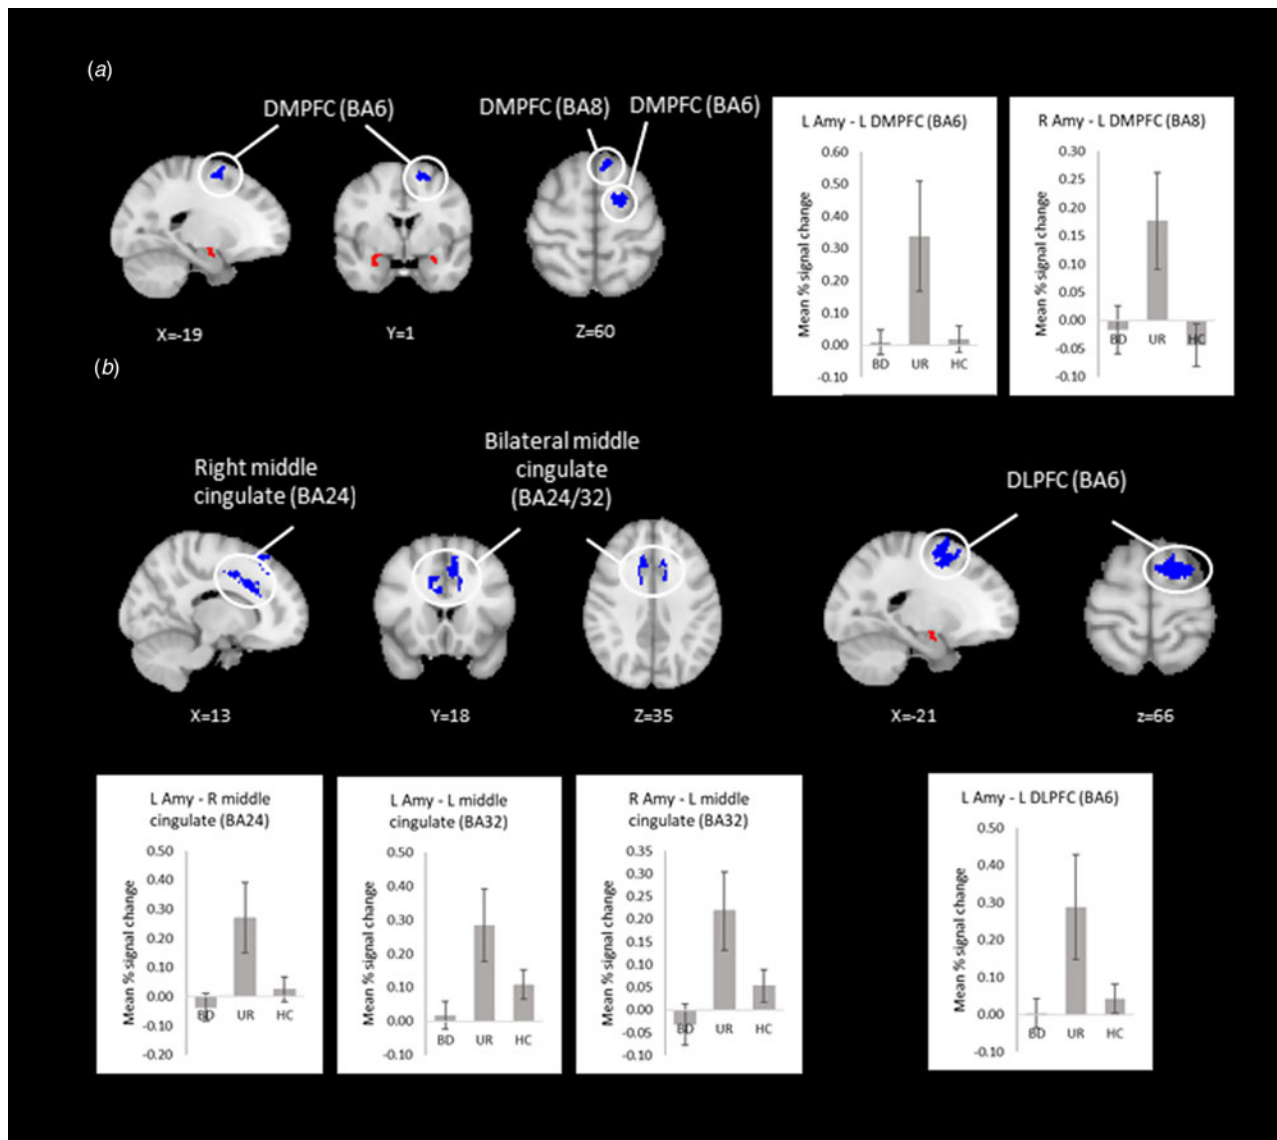 (a)
DMPFC (BA6)
DMPFC (BA8)
DMPFC (BA6)
X=-19
Y=1
Z=60
L Amy - L DMPFC (BA6)
Mean % signal change
0.60
0.50
0.40
0.30
0.20
0.10
0.00
-0.10
BD
UR
HC
R Amy - L DMPFC (BA8)
Mean % signal change
0.30
0.25
0.20
0.15
0.10
0.05
0.00
-0.05
-0.10
BD
UR
HC
(b)
Right middle
cingulate (BA24)
Bilateral middle
cingulate
(BA24/32)
DLPFC (BA6)
X=13
Y=18
Z=35
X=-21
z=66
L Amy - R middle
cingulate (BA24)
Mean % signal change
0.50
0.40
0.30
0.20
0.10
0.00
-0.10
-0.20
BD
UR
HC
L Amy - L middle
cingulate (BA32)
Mean % signal change
0.50
0.40
0.30
0.20
0.10
0.00
-0.10
BD
UR
HC
R Amy - L middle
cingulate (BA32)
Mean % signal change
0.35
0.30
0.25
0.20
0.15
0.10
0.05
0.00
-0.05
-0.10
BD
UR
HC
L Amy - L DLPFC (BA6)
Mean % signal change
0.50
0.40
0.30
0.20
0.10
0.00
-0.10
BD
UR
HC